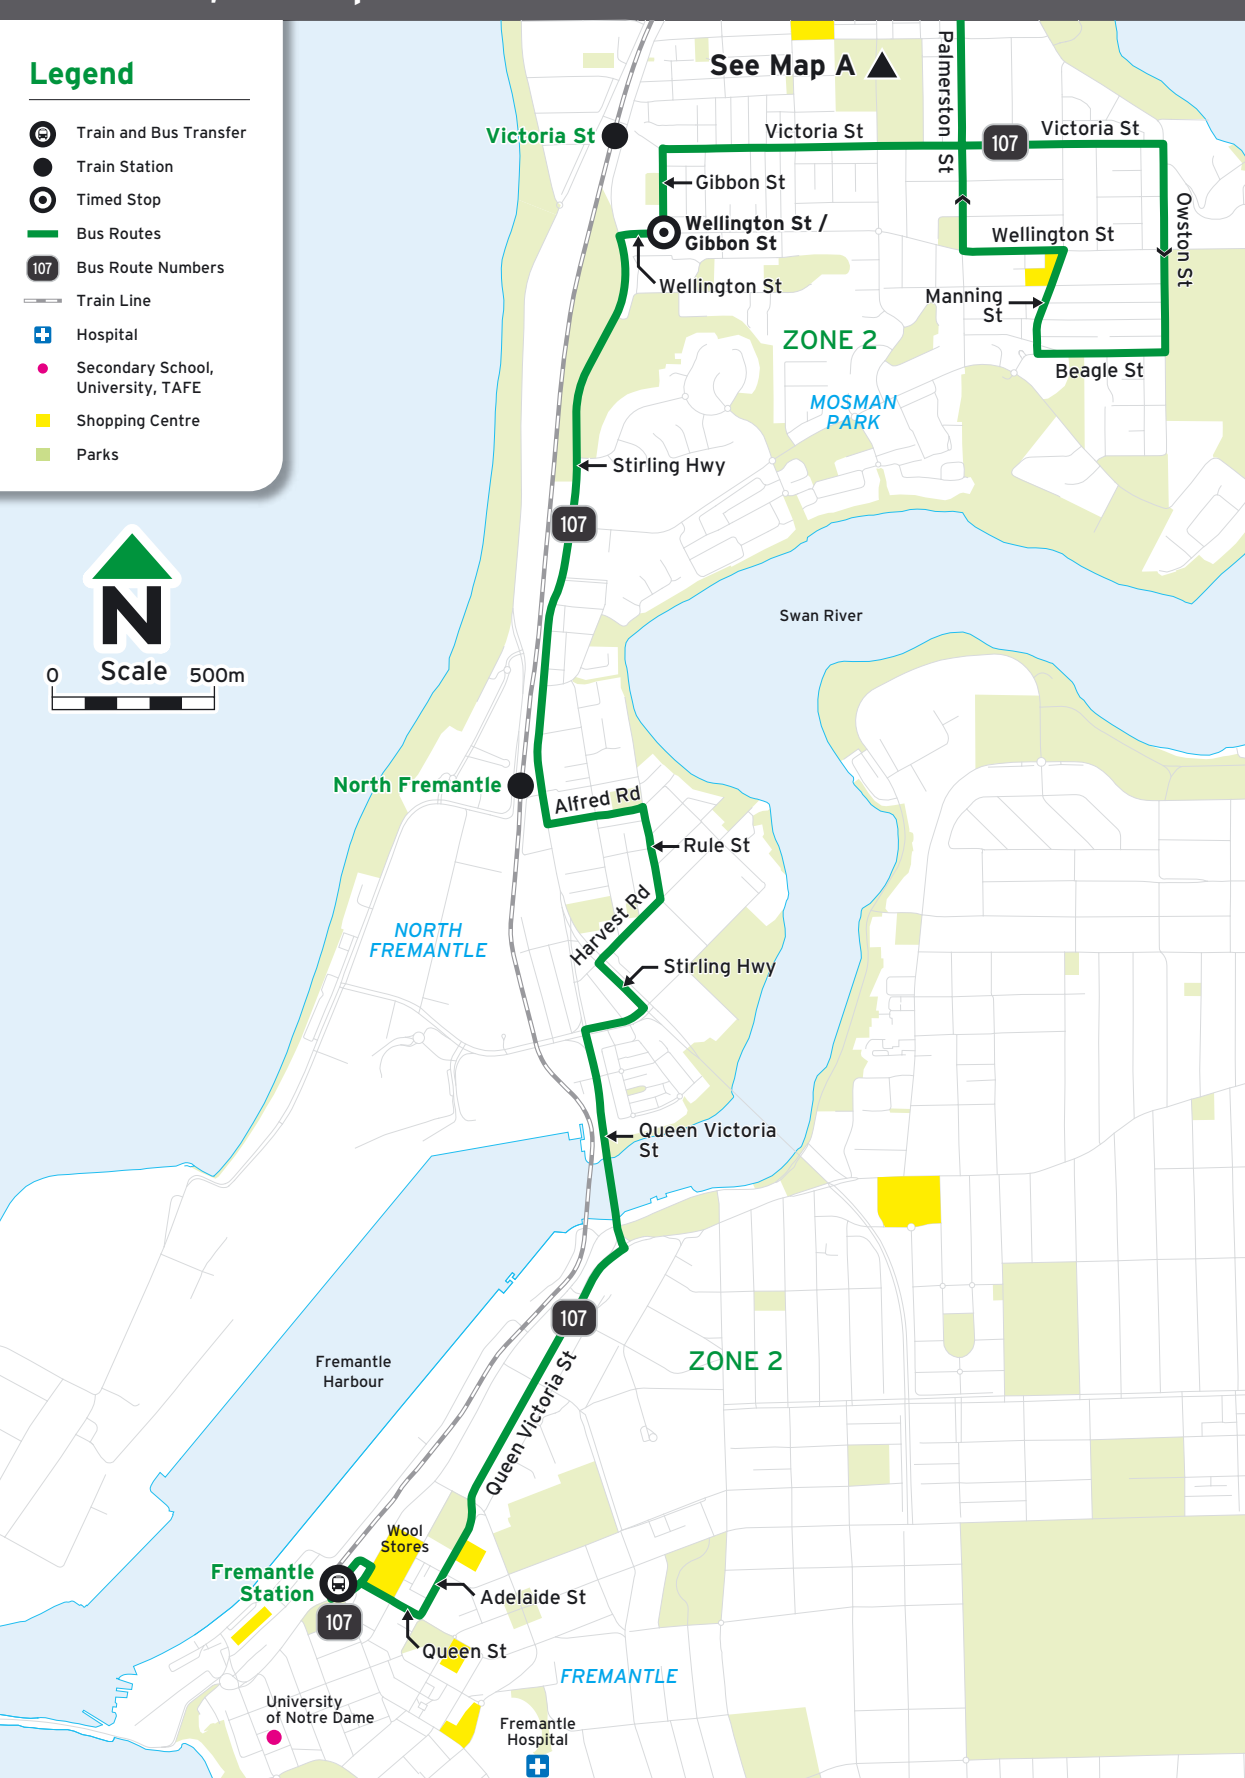 Legend
Train and Bus Transfer
Train Station
Timed Stop
Bus Routes
107
Bus Route Numbers
Train Line
Hospital
Secondary School,
University, TAFE
Shopping Centre
Parks
N
Scale
0
500m
See Map A
Palmerston St
Victoria St
Victoria St
107
Victoria St
Gibbon St
Wellington St /
Gibbon St
Wellington St
Wellington St
Owston St
Manning
St
ZONE 2
Beagle St
MOSMAN
PARK
Stirling Hwy
107
Swan River
North Fremantle
Alfred Rd
Rule St
Harvest Rd
NORTH
FREMANTLE
Stirling Hwy
Queen Victoria
St
107
ZONE 2
Fremantle
Harbour
Queen Victoria St
Wool
Stores
Fremantle
Station
107
Adelaide St
Queen St
FREMANTLE
University
of Notre Dame
Fremantle
Hospital